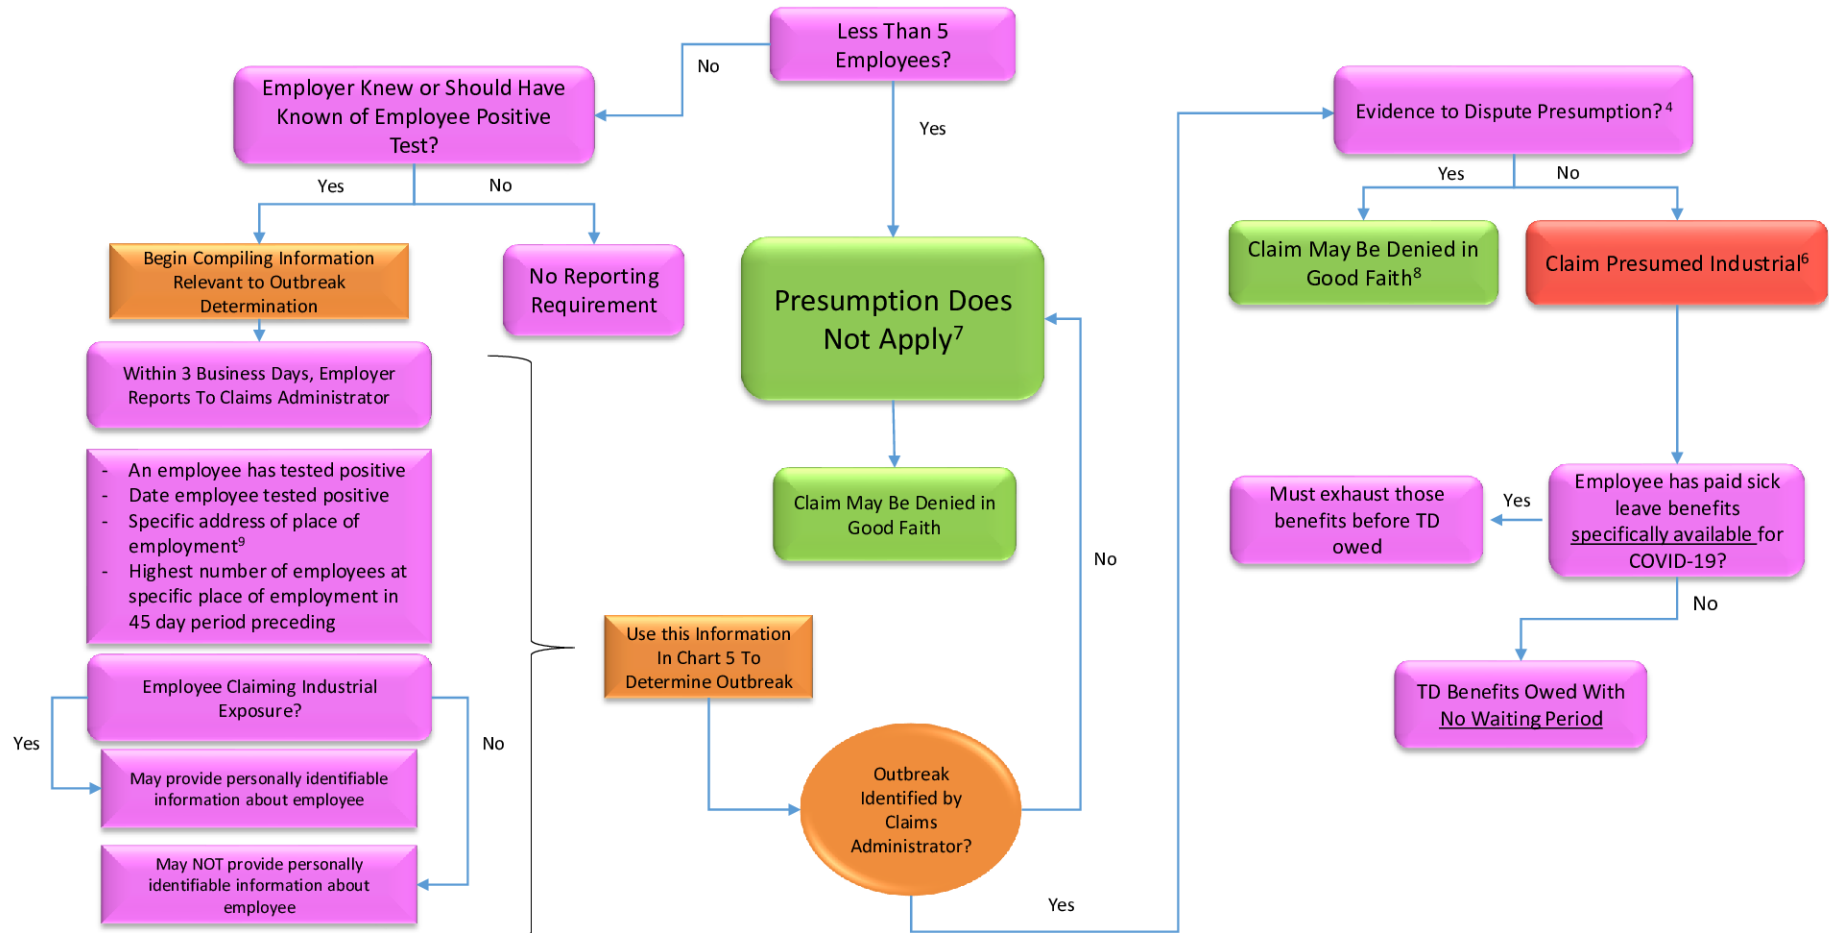 Less Than 5
Employees?
No
Yes
Employer Knew or Should Have
Known of Employee Positive
Test?
Yes
No
Begin Compiling Information
Relevant to Outbreak
Determination
No Reporting
Requirement
Within 3 Business Days, Employer
Reports To Claims Administrator
- An employee has tested positive
- Date employee tested positive
- Specific address of place of
employment⁹
- Highest number of employees at
specific place of employment in
45 day period preceding
Employee Claiming Industrial
Exposure?
Yes
No
May provide personally identifiable
information about employee
May NOT provide personally
identifiable information about
employee
Presumption Does
Not Apply⁷
Claim May Be Denied in
Good Faith
Use this Information
In Chart 5 To
Determine Outbreak
Outbreak
Identified by
Claims
Administrator?
No
Yes
Evidence to Dispute Presumption? ⁴
Yes
No
Claim May Be Denied in
Good Faith⁸
Claim Presumed Industrial⁶
Employee has paid sick
leave benefits
specifically available for
COVID-19?
Yes
Must exhaust those
benefits before TD
owed
No
TD Benefits Owed With
No Waiting Period